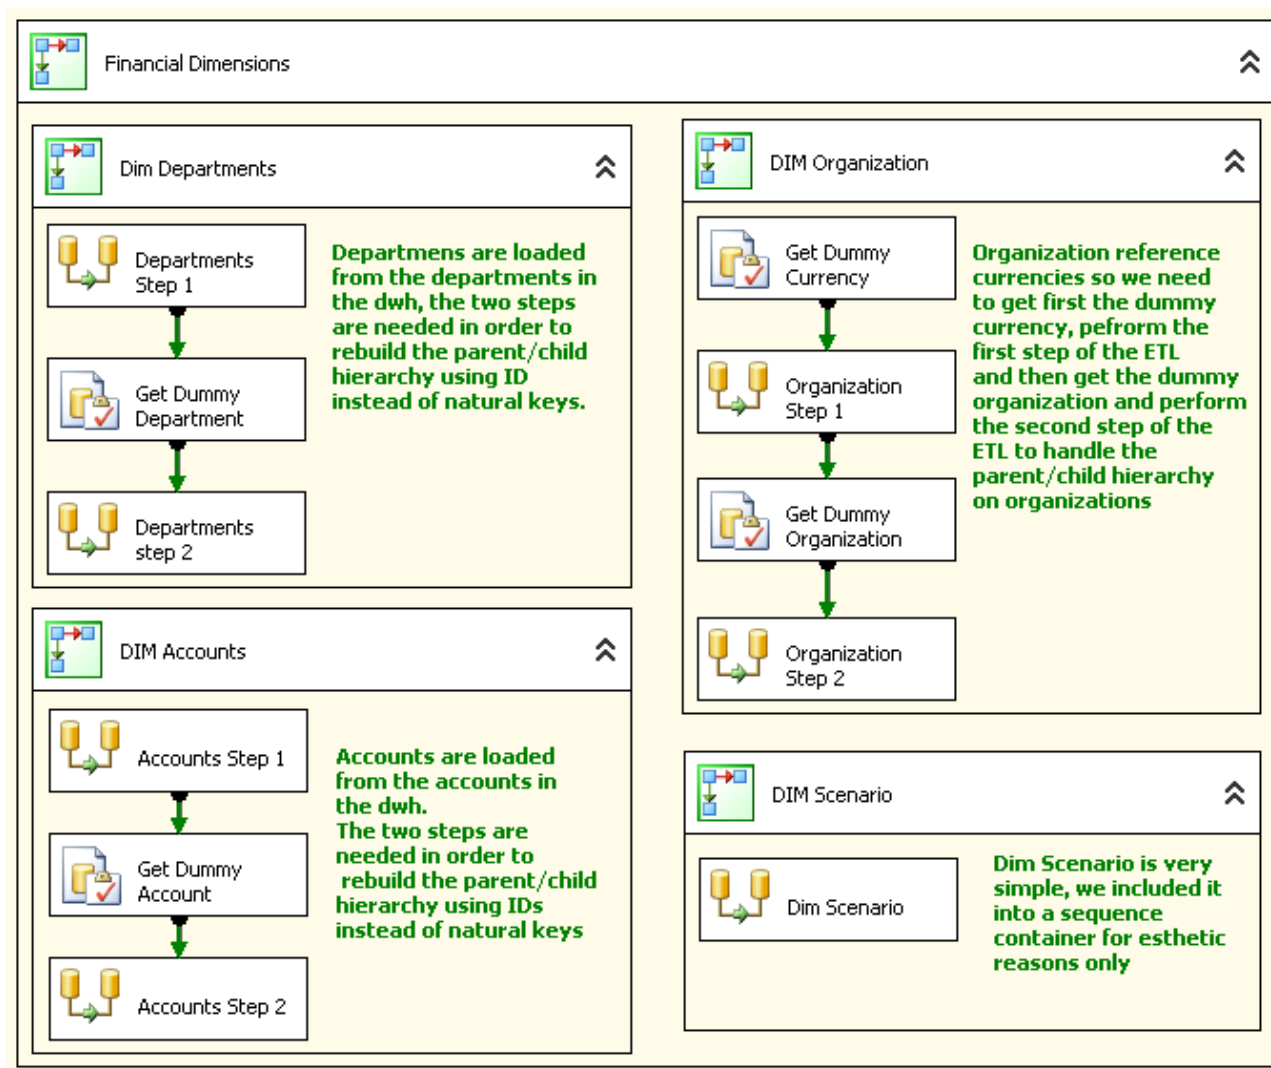 Financial Dimensions
Dim Departments
Departments
Step 1
Get Dummy
Department
Departments
step 2
Departmens are loaded
from the departments in
the dwh, the two steps
are needed in order to
rebuild the parent/child
hierarchy using ID
instead of natural keys.
DIM Organization
Get Dummy
Currency
Organization
Step 1
Get Dummy
Organization
Organization
Step 2
Organization reference
currencies so we need
to get first the dummy
currency, pefrorm the
first step of the ETL
and then get the dummy
organization and perform
the second step of the
ETL to handle the
parent/child hierarchy
on organizations
DIM Accounts
Accounts Step 1
Get Dummy
Account
Accounts Step 2
Accounts are loaded
from the accounts in
the dwh.
The two steps are
needed in order to
rebuild the parent/child
hierarchy using IDs
instead of natural keys
DIM Scenario
Dim Scenario
Dim Scenario is very
simple, we included it
into a sequence
container for esthetic
reasons only